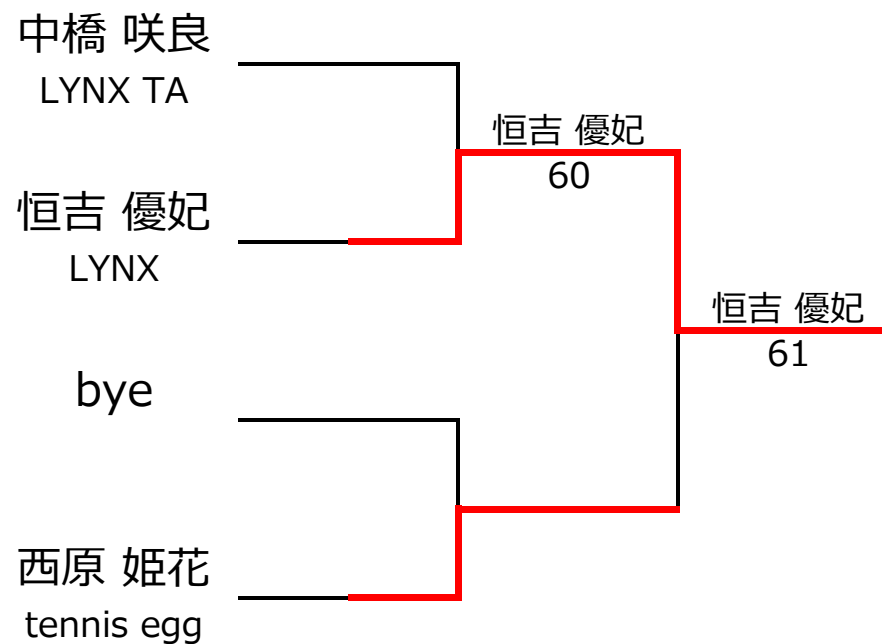 中橋 咲良
LYNX TA
恒吉 優妃
60
恒吉 優妃
LYNX
恒吉 優妃
61
bye
西原 姫花
tennis egg